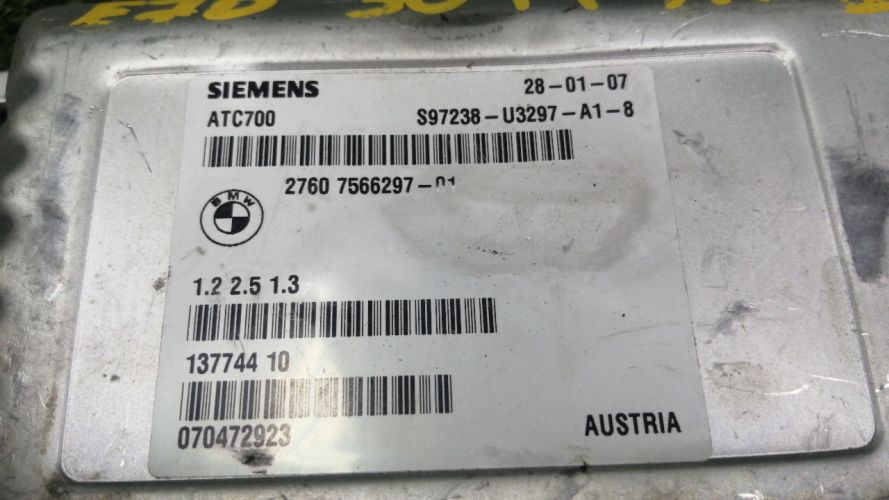 E70
SIEMENS 28-01-07
ATC700 S97238-U3297-A1-8
2760 7566297-01
BMW
1.2 2.5 1.3
137744 10
070472923
AUSTRIA